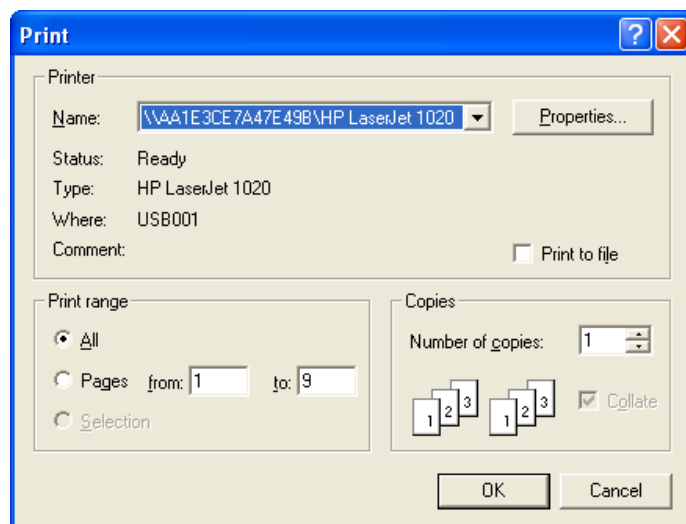 Print
Printer
Name: \\AA1E3CE7A47E49B\HP LaserJet 1020 Properties...
Status: Ready
Type: HP LaserJet 1020
Where: USB001
Comment: Print to file
Print range
All
Pages from: 1 to: 9
Selection
Copies
Number of copies: 1
1 2 3 1 2 3 Collate
OK Cancel